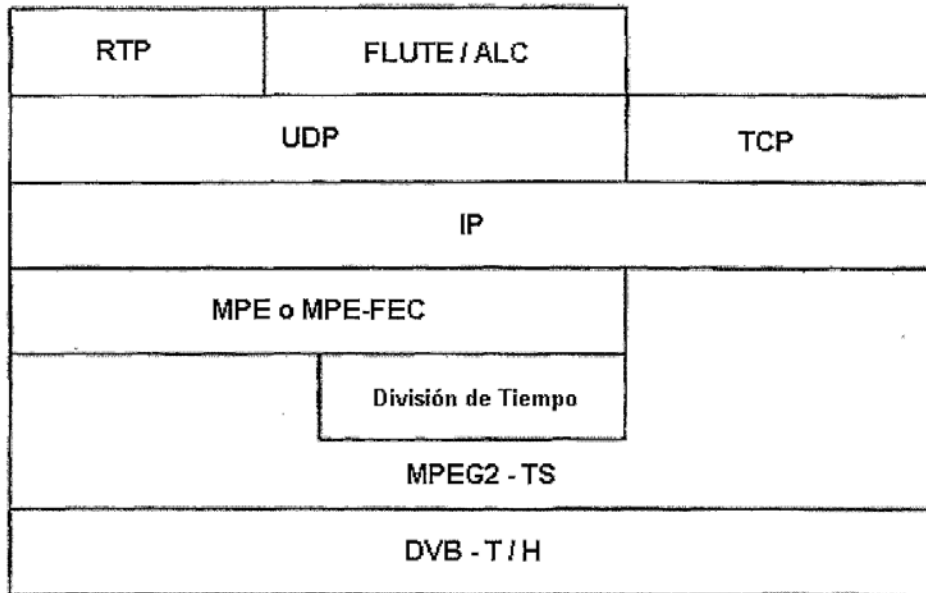 RTP
FLUTE / ALC
UDP
TCP
IP
MPE o MPE-FEC
División de Tiempo
MPEG2 - TS
DVB - T / H